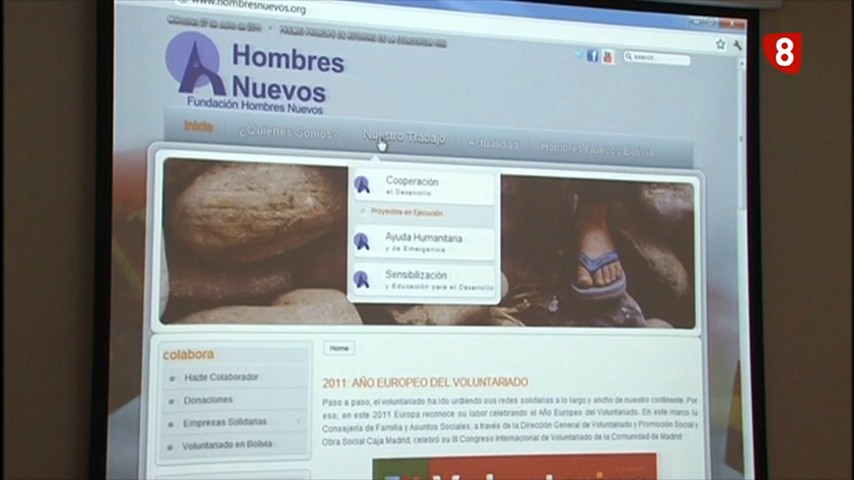 www.hombresnuevos.org
8
Hombres
Nuevos
Fundación Hombres Nuevos
search...
Inicio
¿Quiénes Somos?
Nuestro Trabajo
Actualidad
Hombres Nuevos Bolivia
Cooperación
al Desarrollo
Proyectos en Ejecución
Ayuda Humanitaria
y de Emergencia
Sensibilización
y Educación para el Desarrollo
colabora
Hazte Colaborador
Donaciones
Empresas Solidarias
Voluntariado en Bolivia
Home
2011: AÑO EUROPEO DEL VOLUNTARIADO
Paso a paso, el voluntariado ha ido urdiendo sus redes solidarias a lo largo y ancho de nuestro continente. Por
eso, en este 2011 Europa reconoce su labor celebrando el Año Europeo del Voluntariado. En este marco la
Consejería de Familia y Asuntos Sociales, a través de la Dirección General de Voluntariado y Promoción Social y
Obra Social Caja Madrid, celebró su III Congreso Internacional de Voluntariado de la Comunidad de Madrid